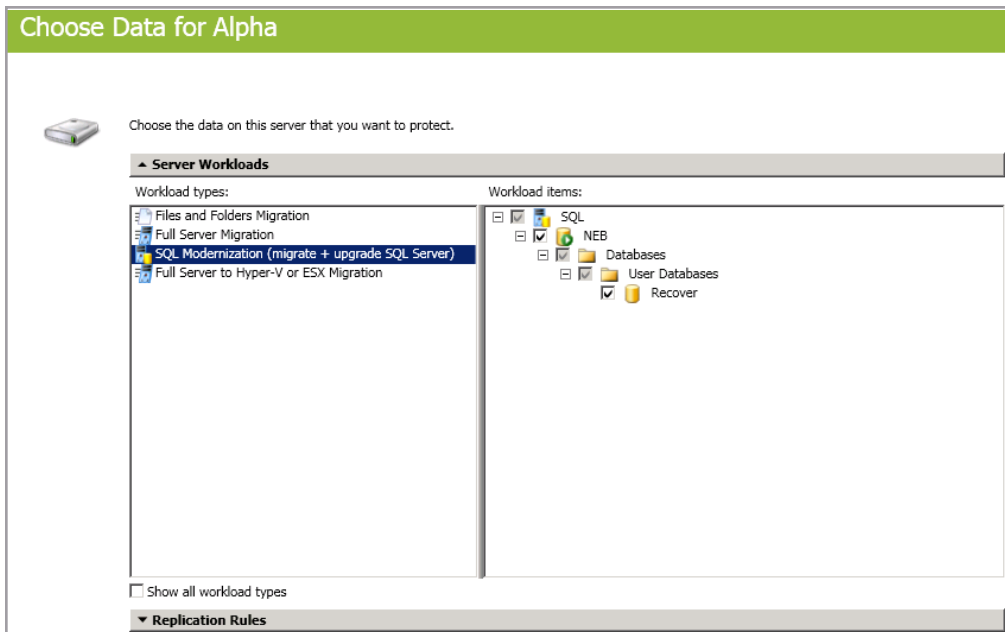 Choose Data for Alpha
Choose the data on this server that you want to protect.
Server Workloads
Workload types:
Workload items:
Files and Folders Migration
Full Server Migration
SQL Modernization (migrate + upgrade SQL Server)
Full Server to Hyper-V or ESX Migration
SQL
NEB
Databases
User Databases
Recover
Show all workload types
Replication Rules